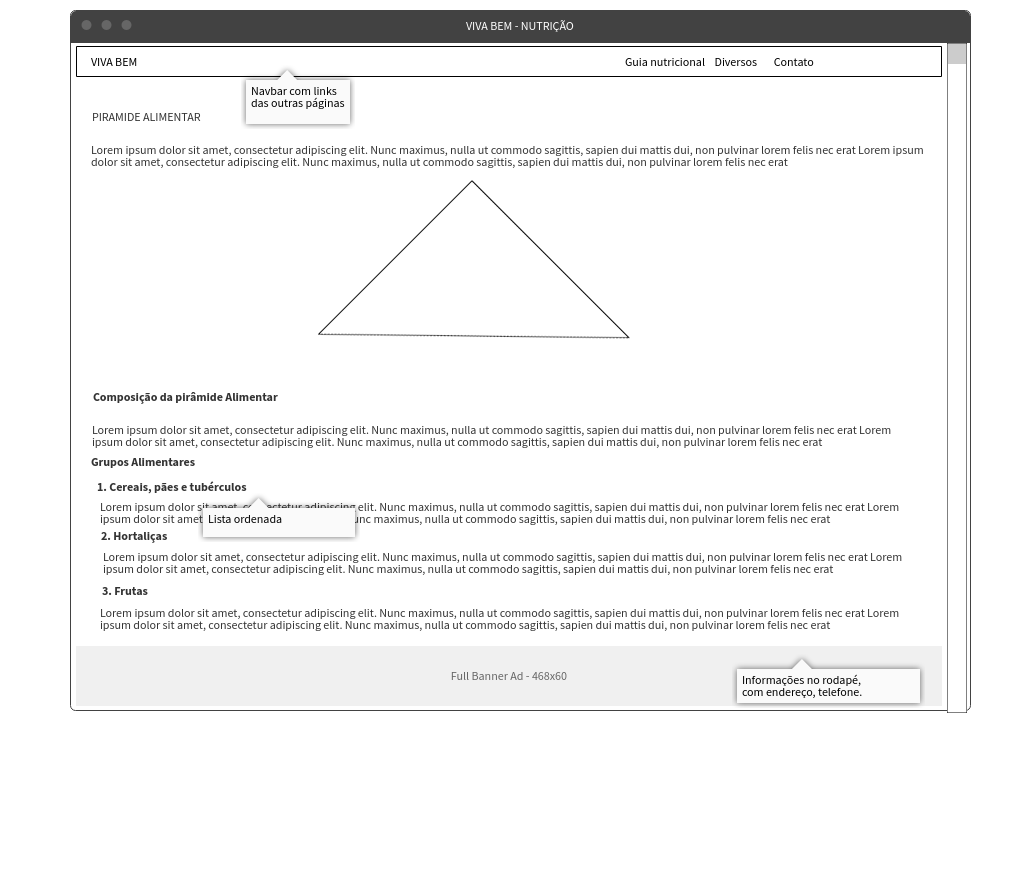 VIVA BEM - NUTRIÇÃO
VIVA BEM
Guia nutricional
Diversos
Contato
Navbar com links
das outras páginas
PIRAMIDE ALIMENTAR
Lorem ipsum dolor sit amet, consectetur adipiscing elit. Nunc maximus, nulla ut commodo sagittis, sapien dui mattis dui, non pulvinar lorem felis nec erat Lorem ipsum
dolor sit amet, consectetur adipiscing elit. Nunc maximus, nulla ut commodo sagittis, sapien dui mattis dui, non pulvinar lorem felis nec erat
Composição da pirâmide Alimentar
Lorem ipsum dolor sit amet, consectetur adipiscing elit. Nunc maximus, nulla ut commodo sagittis, sapien dui mattis dui, non pulvinar lorem felis nec erat Lorem
ipsum dolor sit amet, consectetur adipiscing elit. Nunc maximus, nulla ut commodo sagittis, sapien dui mattis dui, non pulvinar lorem felis nec erat
Grupos Alimentares
1. Cereais, pães e tubérculos
Lorem ipsum dolor sit amet, consectetur adipiscing elit. Nunc maximus, nulla ut commodo sagittis, sapien dui mattis dui, non pulvinar lorem felis nec erat Lorem
ipsum dolor sit amet maximus, nulla ut commodo sagittis, sapien dui mattis dui, non pulvinar lorem felis nec erat
Lista ordenada
2. Hortaliças
Lorem ipsum dolor sit amet, consectetur adipiscing elit. Nunc maximus, nulla ut commodo sagittis, sapien dui mattis dui, non pulvinar lorem felis nec erat Lorem
ipsum dolor sit amet, consectetur adipiscing elit. Nunc maximus, nulla ut commodo sagittis, sapien dui mattis dui, non pulvinar lorem felis nec erat
3. Frutas
Lorem ipsum dolor sit amet, consectetur adipiscing elit. Nunc maximus, nulla ut commodo sagittis, sapien dui mattis dui, non pulvinar lorem felis nec erat Lorem
ipsum dolor sit amet, consectetur adipiscing elit. Nunc maximus, nulla ut commodo sagittis, sapien dui mattis dui, non pulvinar lorem felis nec erat
Full Banner Ad - 468x60
Informações no rodapé,
com endereço, telefone.